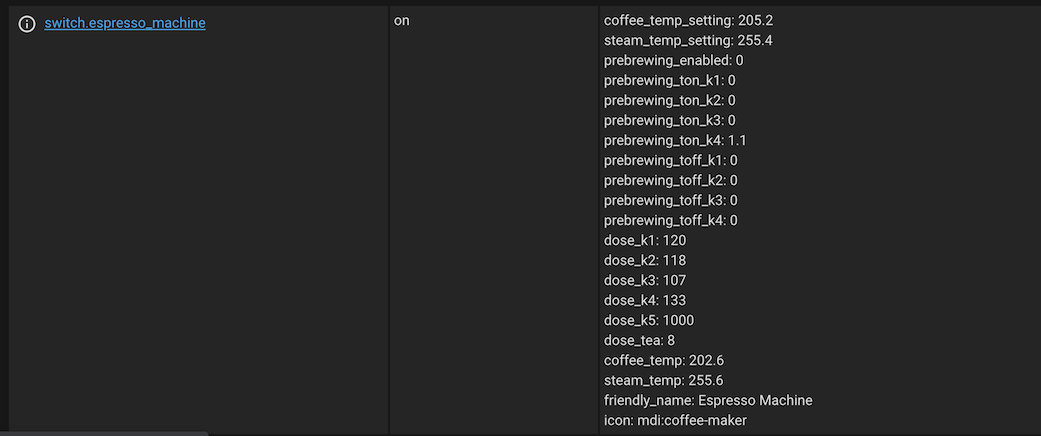 switch.espresso_machine
on
coffee_temp_setting: 205.2
steam_temp_setting: 255.4
prebrewing_enabled: 0
prebrewing_ton_k1: 0
prebrewing_ton_k2: 0
prebrewing_ton_k3: 0
prebrewing_ton_k4: 1.1
prebrewing_toff_k1: 0
prebrewing_toff_k2: 0
prebrewing_toff_k3: 0
prebrewing_toff_k4: 0
dose_k1: 120
dose_k2: 118
dose_k3: 107
dose_k4: 133
dose_k5: 1000
dose_tea: 8
coffee_temp: 202.6
steam_temp: 255.6
friendly_name: Espresso Machine
icon: mdi:coffee-maker